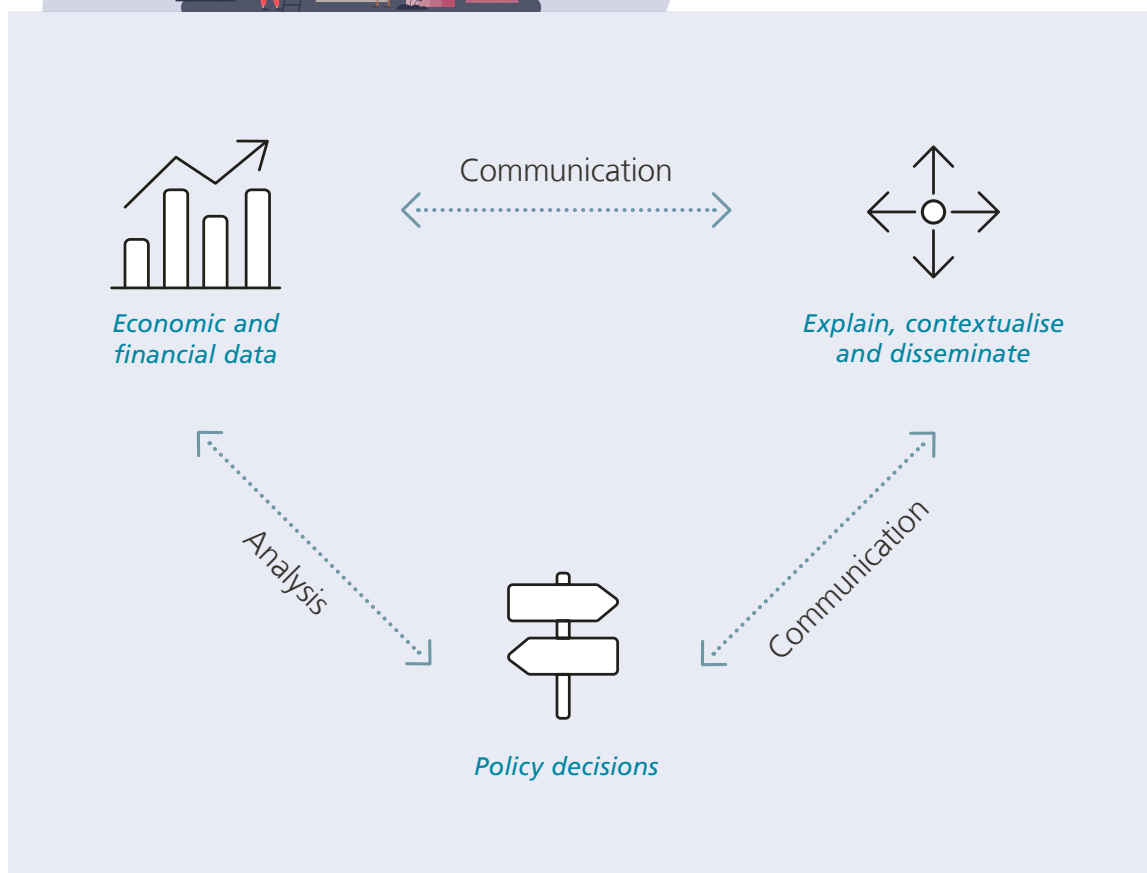 Communication
Economic and
financial data
Explain, contextualise
and disseminate
Analysis
Communication
Policy decisions